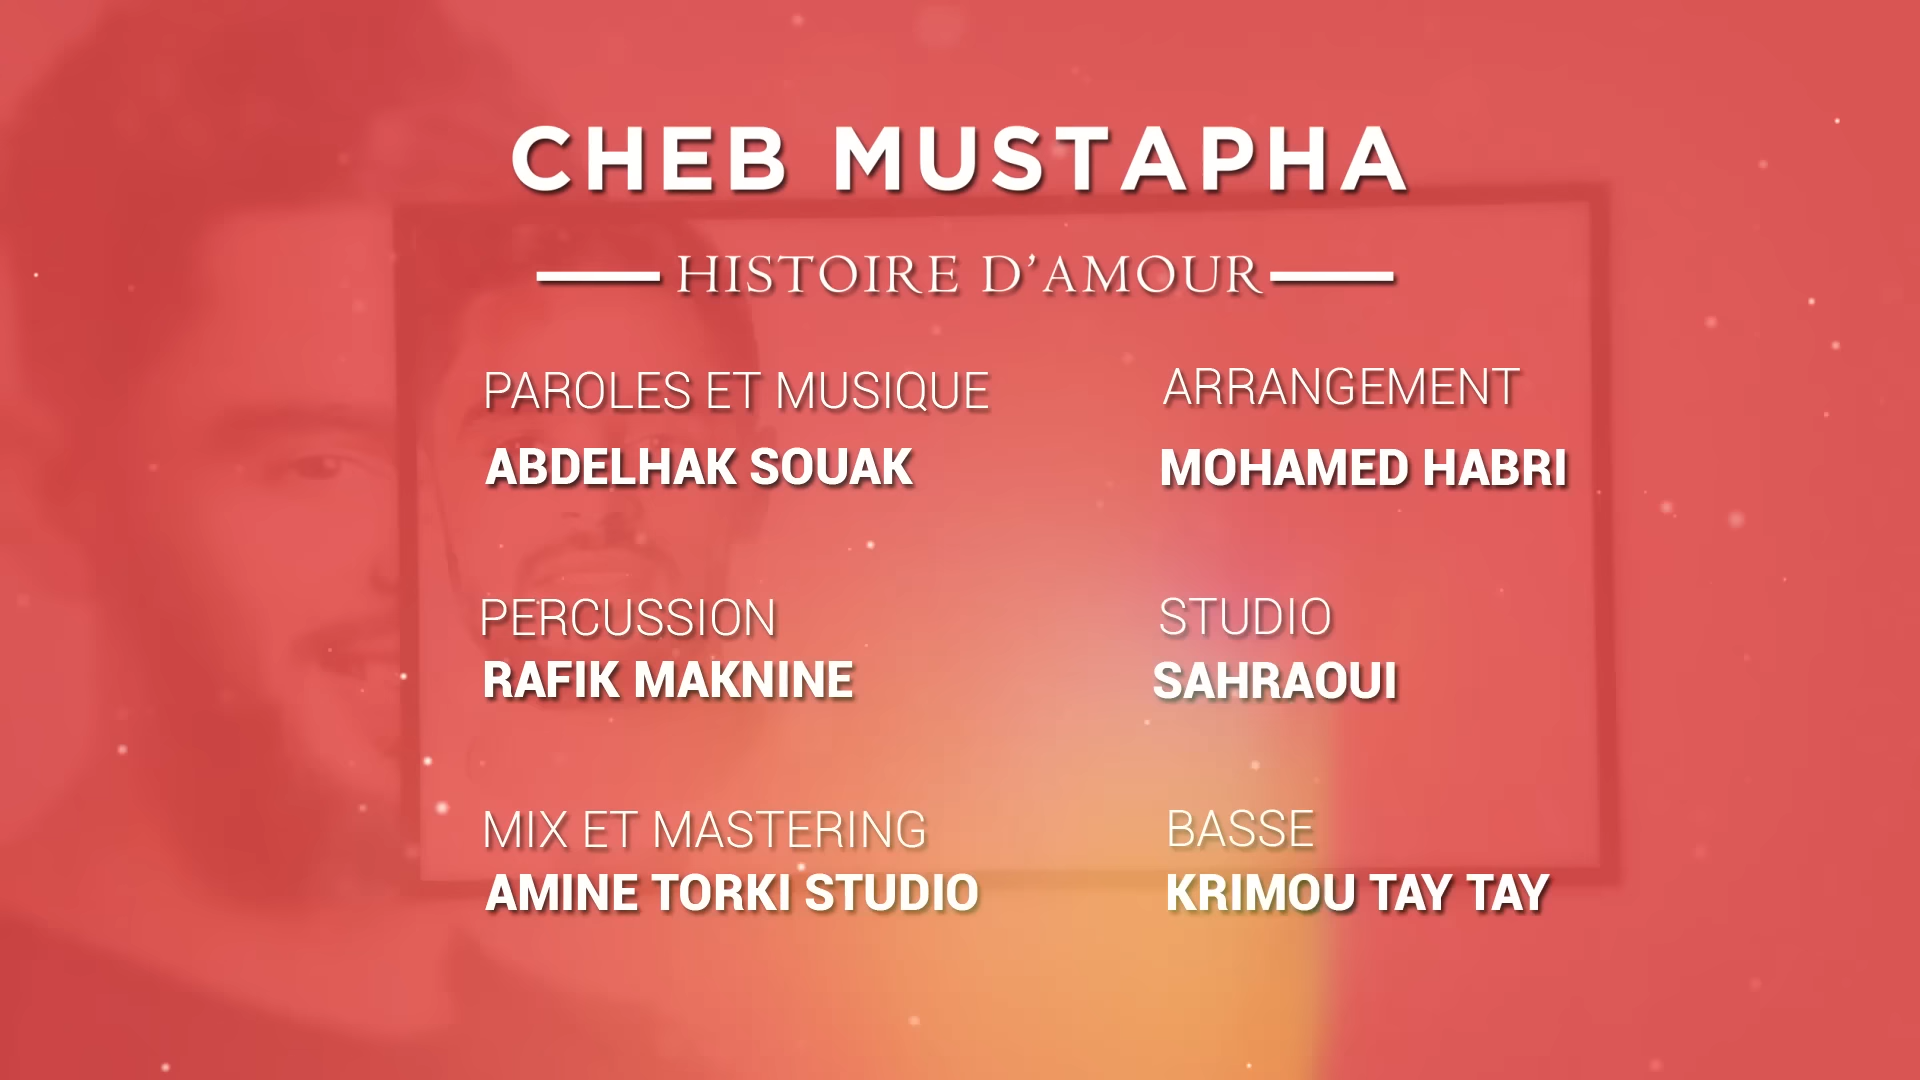 CHEB MUSTAPHA
HISTOIRE D'AMOUR
PAROLES ET MUSIQUE
ABDELHAK SOUAK
ARRANGEMENT
MOHAMED HABRI
PERCUSSION
RAFIK MAKNINE
STUDIO
SAHRAOUI
MIX ET MASTERING
AMINE TORKI STUDIO
BASSE
KRIMOU TAY TAY